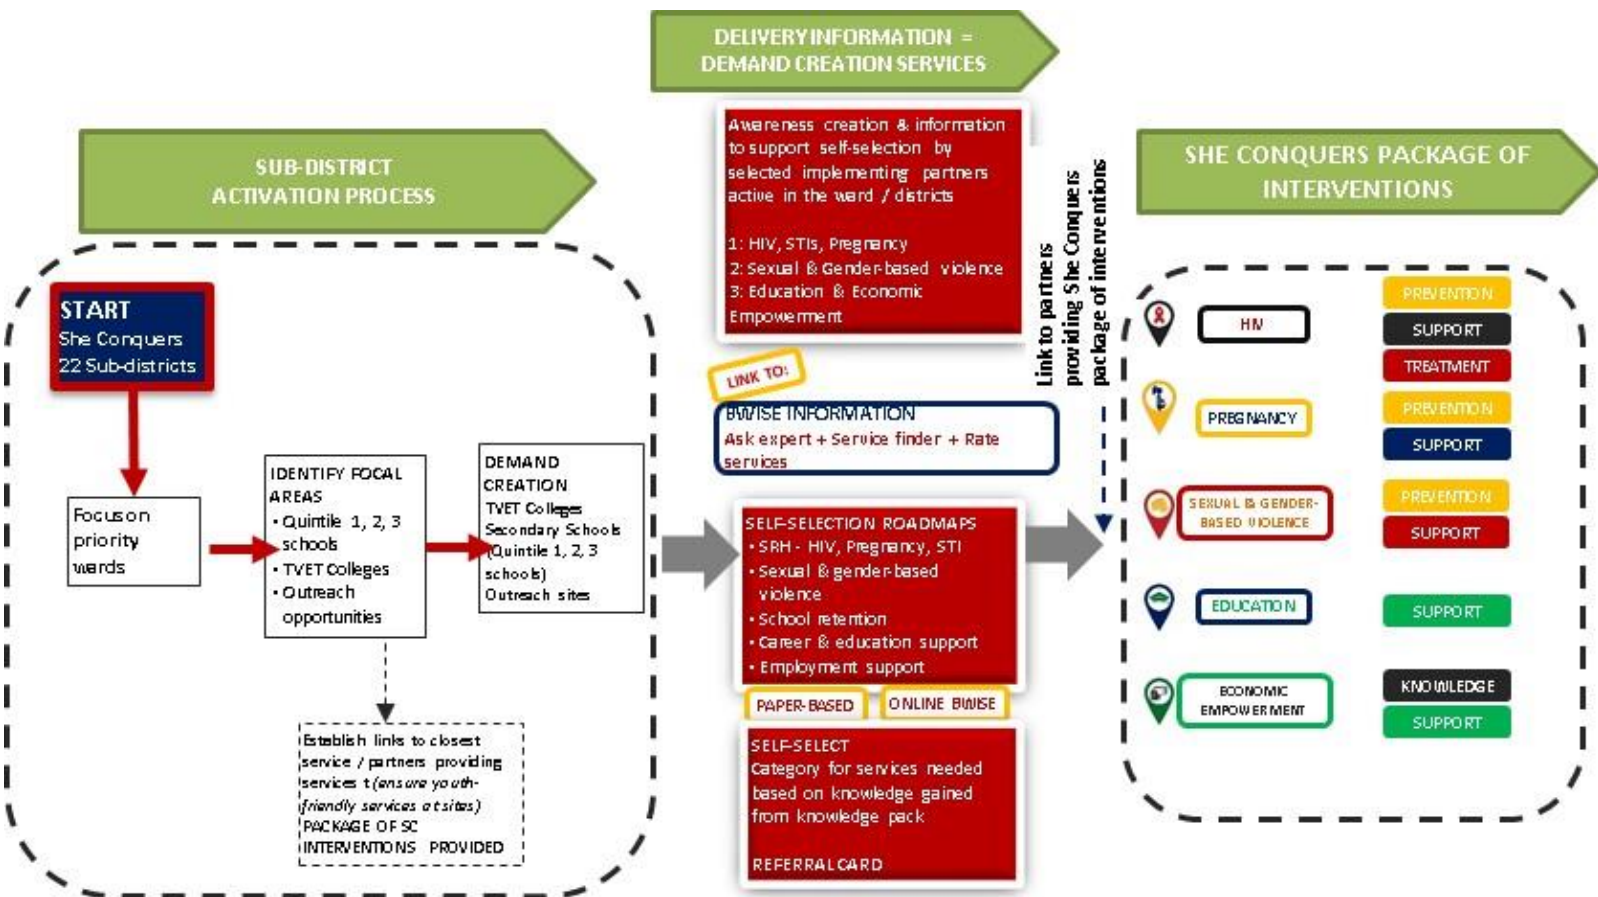 DELIVERY INFORMATION =
DEMAND CREATION SERVICES
SUB-DISTRICT
ACTIVATION PROCESS
START
She Conquers
22 Sub-districts
Focus on
priority
wards
IDENTIFY FOCAL
AREAS
• Quintile 1, 2, 3
schools
• TVET Colleges
• Outreach
opportunities
DEMAND
CREATION
TVET Colleges
Secondary Schools
(Quintile 1, 2, 3
schools)
Outreach sites
Establish links to closest
service / partners providing
services t (ensure youth-
friendly services at sites)
PACKAGE OF SC
INTERVENTIONS PROVIDED
Awareness creation & information
to support self-selection by
selected implementing partners
active in the ward / districts
1: HIV, STIs, Pregnancy
2: Sexual & Gender-based violence
3: Education & Economic
Empowerment
LINK TO:
BWISE INFORMATION
Ask expert + Service finder + Rate
services
SELF-SELECTION ROADMAPS
• SRH - HIV, Pregnancy, STI
• Sexual & gender-based
violence
• School retention
• Career & education support
• Employment support
PAPER-BASED
ONLINE BWISE
SELF-SELECT
Category for services needed
based on knowledge gained
from knowledge pack
REFERRAL CARD
Link to partners
providing She Conquers
package of interventions
SHE CONQUERS PACKAGE OF
INTERVENTIONS
HIV
PREVENTION
SUPPORT
TREATMENT
PREGNANCY
PREVENTION
SUPPORT
SEXUAL & GENDER-
BASED VIOLENCE
PREVENTION
SUPPORT
EDUCATION
SUPPORT
ECONOMIC
EMPOWERMENT
KNOWLEDGE
SUPPORT